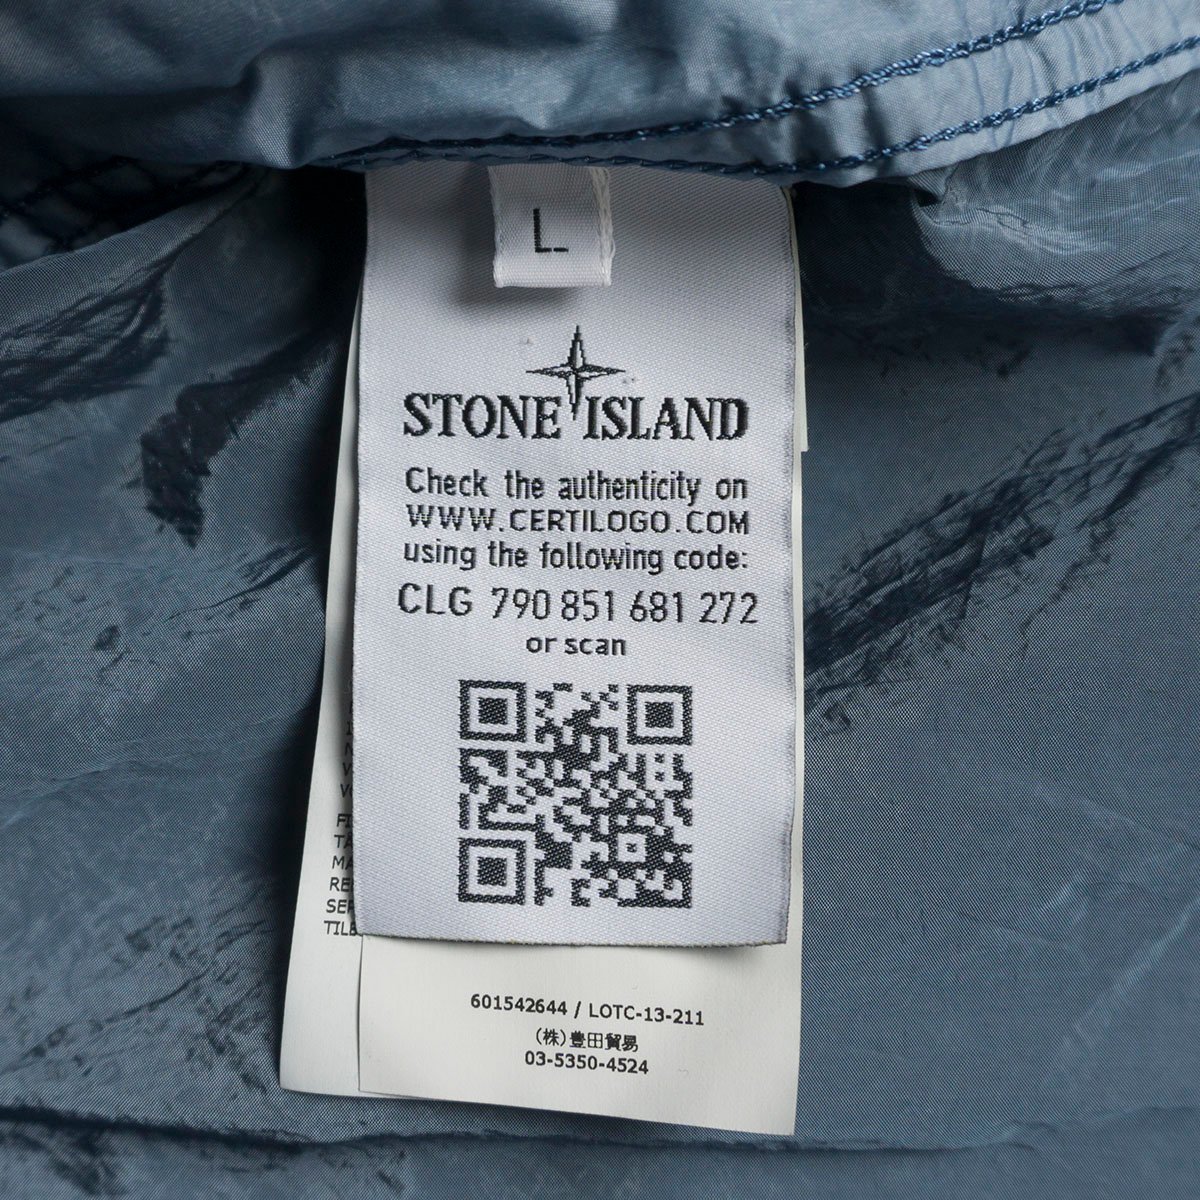 L
STONE ISLAND
Check the authenticity on
WWW.CERTILOGO.COM
using the following code:
CLG 790 851 681 272
or scan
601542644 / LOTC-13-211
(株)豊田貿易
03-5350-4524